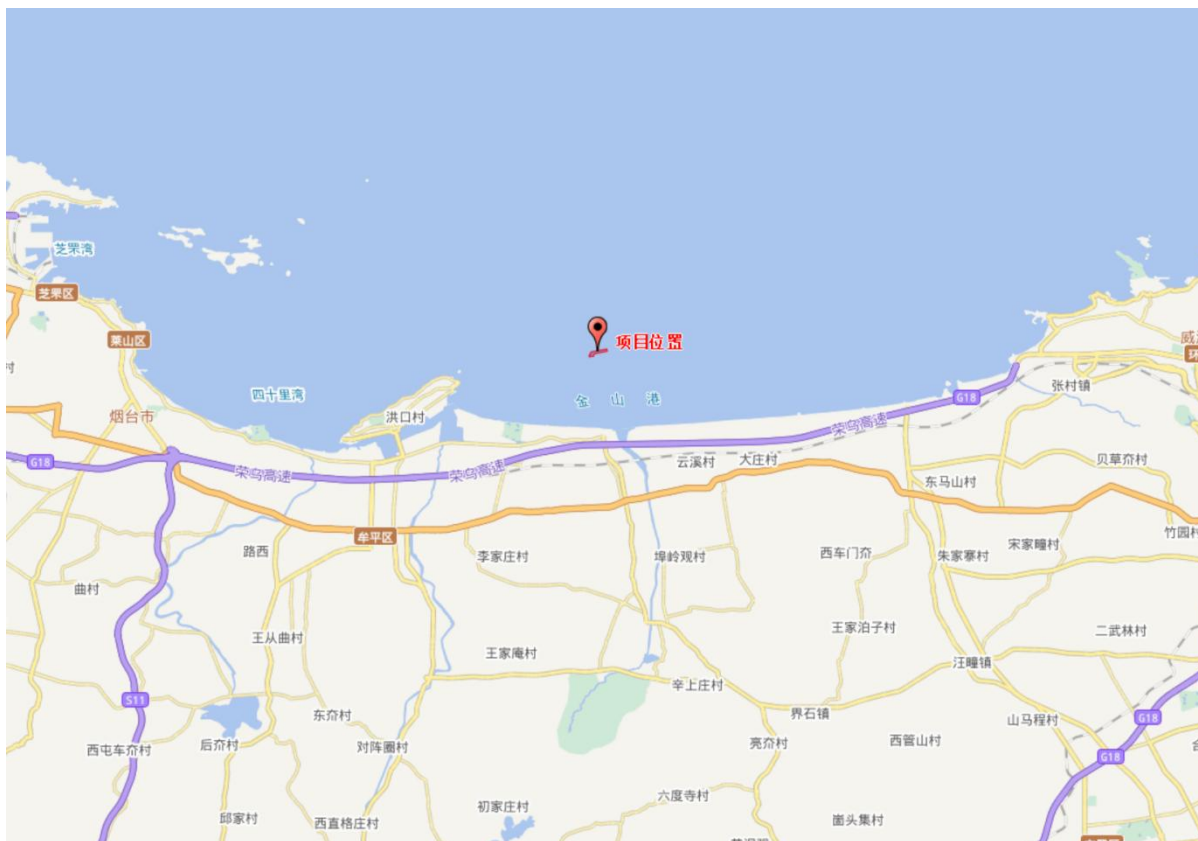 芝罘湾
芝罘区
莱山区
项目位置
威
环
张村镇
四十里湾
金山港
G18
烟台市
洪口村
荣乌高速
G18
荣乌高速
荣乌高速
云溪村
大庄村
贝草夼村
东马山村
牟平区
竹园村
路西
李家庄村
埠岭观村
西车门夼
朱家寨村
宋家疃村
村
曲村
王从曲村
王家庵村
王家泊子村
二武林村
汪疃镇
辛上庄村
S11
东夼村
界石镇
G18
山马程村
西屯车夼村
后夼村
对阵圈村
亮夼村
西管山村
G18
六度寺村
初家庄村
邱家村
西直格庄村
崮头集村